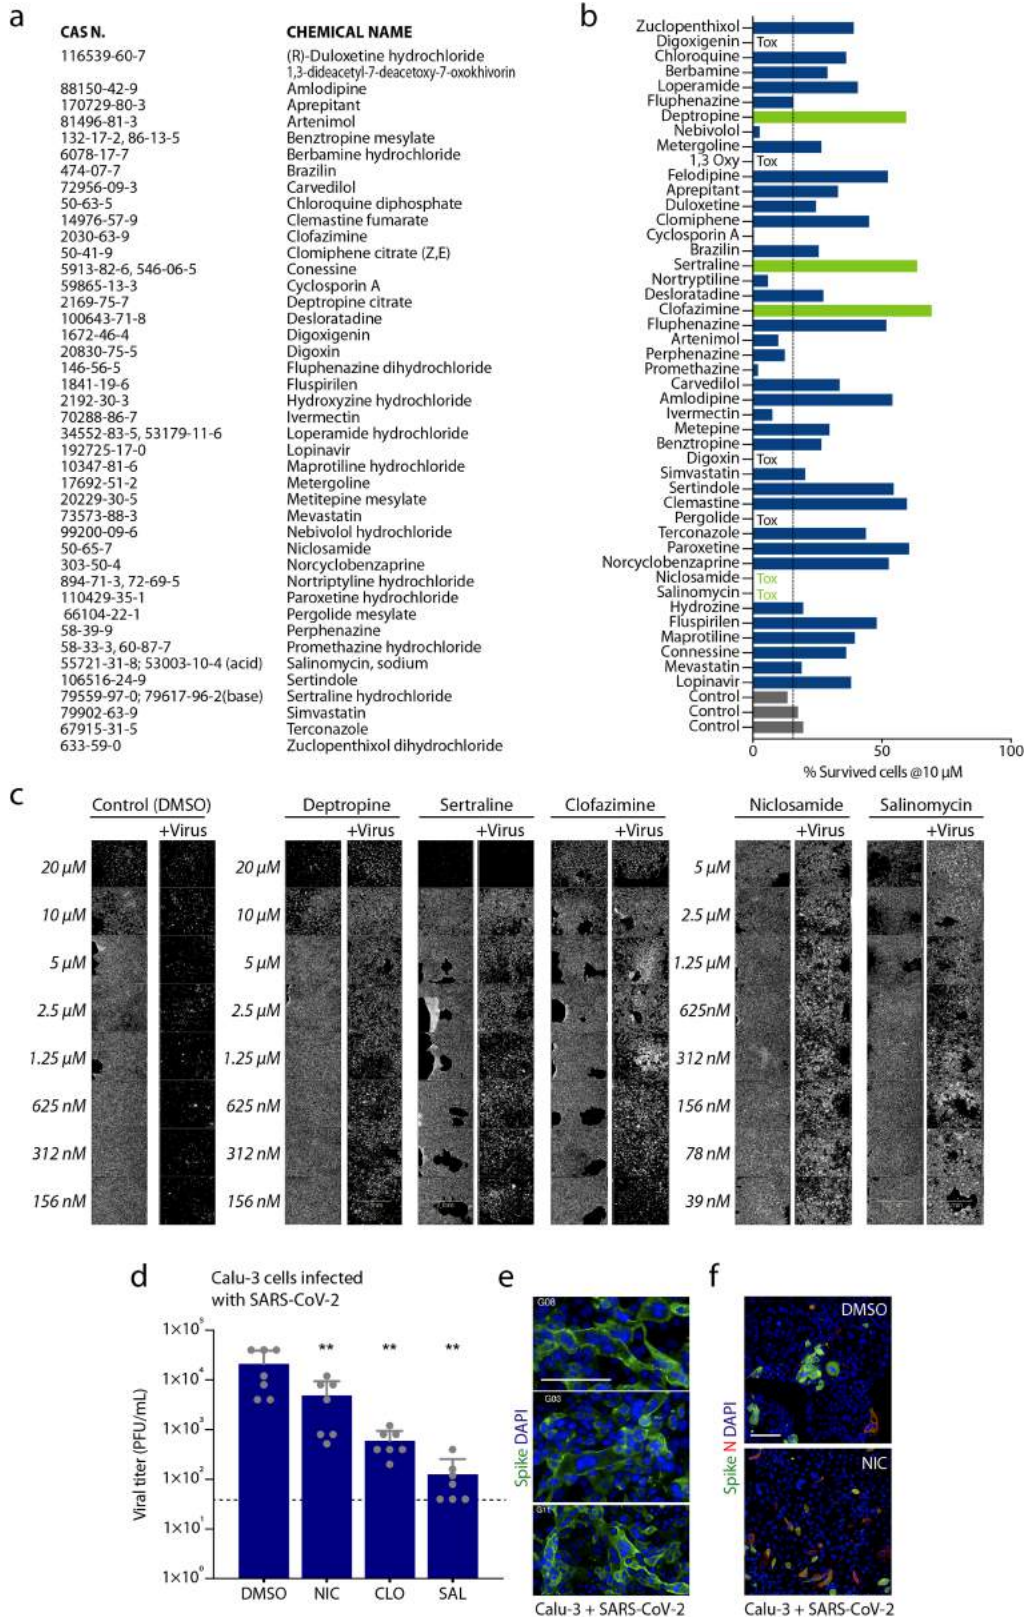 a
CAS N. CHEMICAL NAME
116539-60-7 (R)-Duloxetine hydrochloride
1,3-dideacetyl-7-deacetoxy-7-oxokhivorin
88150-42-9 Amlodipine
170729-80-3 Aprepitant
81496-81-3 Artenimol
132-17-2, 86-13-5 Benztropine mesylate
6078-17-7 Berbamine hydrochloride
474-07-7 Brazilin
72956-09-3 Carvedilol
50-63-5 Chloroquine diphosphate
14976-57-9 Clemastine fumarate
2030-63-9 Clofazimine
50-41-9 Clomiphene citrate (Z,E)
5913-82-6, 546-06-5 Conessine
59865-13-3 Cyclosporin A
2169-75-7 Deptropine citrate
100643-71-8 Desloratadine
1672-46-4 Digoxigenin
20830-75-5 Digoxin
146-56-5 Fluphenazine dihydrochloride
1841-19-6 Fluspirilen
2192-30-3 Hydroxyzine hydrochloride
70288-86-7 Ivermectin
34552-83-5, 53179-11-6 Loperamide hydrochloride
192725-17-0 Lopinavir
10347-81-6 Maprotiline hydrochloride
17692-51-2 Metergoline
20229-30-5 Metitepine mesylate
73573-88-3 Mevastatin
99200-09-6 Nebivolol hydrochloride
50-65-7 Niclosamide
303-50-4 Norcyclobenzaprine
894-71-3, 72-69-5 Nortriptyline hydrochloride
110429-35-1 Paroxetine hydrochloride
66104-22-1 Pergolide mesylate
58-39-9 Perphenazine
58-33-3, 60-87-7 Promethazine hydrochloride
55721-31-8; 53003-10-4 (acid) Salinomycin, sodium
106516-24-9 Sertindole
79559-97-0; 79617-96-2(base) Sertraline hydrochloride
79902-63-9 Simvastatin
67915-31-5 Terconazole
633-59-0 Zuclopenthixol dihydrochloride
b
Zuclopenthixol
Digoxigenin Tox
Chloroquine
Berbamine
Loperamide
Fluphenazine
Deptropine
Nebivolol
Metergoline
1,3 Oxy Tox
Felodipine
Aprepitant
Duloxetine
Clomiphene
Cyclosporin A
Brazilin
Sertraline
Nortryptiline
Desloratadine
Clofazimine
Fluphenazine
Artenimol
Perphenazine
Promethazine
Carvedilol
Amlodipine
Ivermectin
Metepine
Benztropine
Digoxin Tox
Simvastatin
Sertindole
Clemastine
Pergolide Tox
Terconazole
Paroxetine
Norcyclobenzaprine
Niclosamide Tox
Salinomycin Tox
Hydrozine
Fluspirilen
Maprotiline
Connessine
Mevastatin
Lopinavir
Control
Control
Control
0 50 100
% Survived cells @10 µM
c
Control (DMSO) Deptropine Sertraline Clofazimine Niclosamide Salinomycin
+Virus +Virus +Virus +Virus +Virus +Virus
20 µM 20 µM 5 µM
10 µM 10 µM 2.5 µM
5 µM 5 µM 1.25 µM
2.5 µM 2.5 µM 625nM
1.25 µM 1.25 µM 312 nM
625 nM 625 nM 156 nM
312 nM 312 nM 78 nM
156 nM 156 nM 39 nM
d
Calu-3 cells infected
with SARS-CoV-2
Viral titer (PFU/mL)
1×10⁵
1×10⁴
1×10³
1×10²
1×10¹
1×10⁰
** ** **
DMSO NIC CLO SAL
e
Spike DAPI
G08
G03
G11
Calu-3 + SARS-CoV-2
f
Spike N DAPI
DMSO
NIC
Calu-3 + SARS-CoV-2